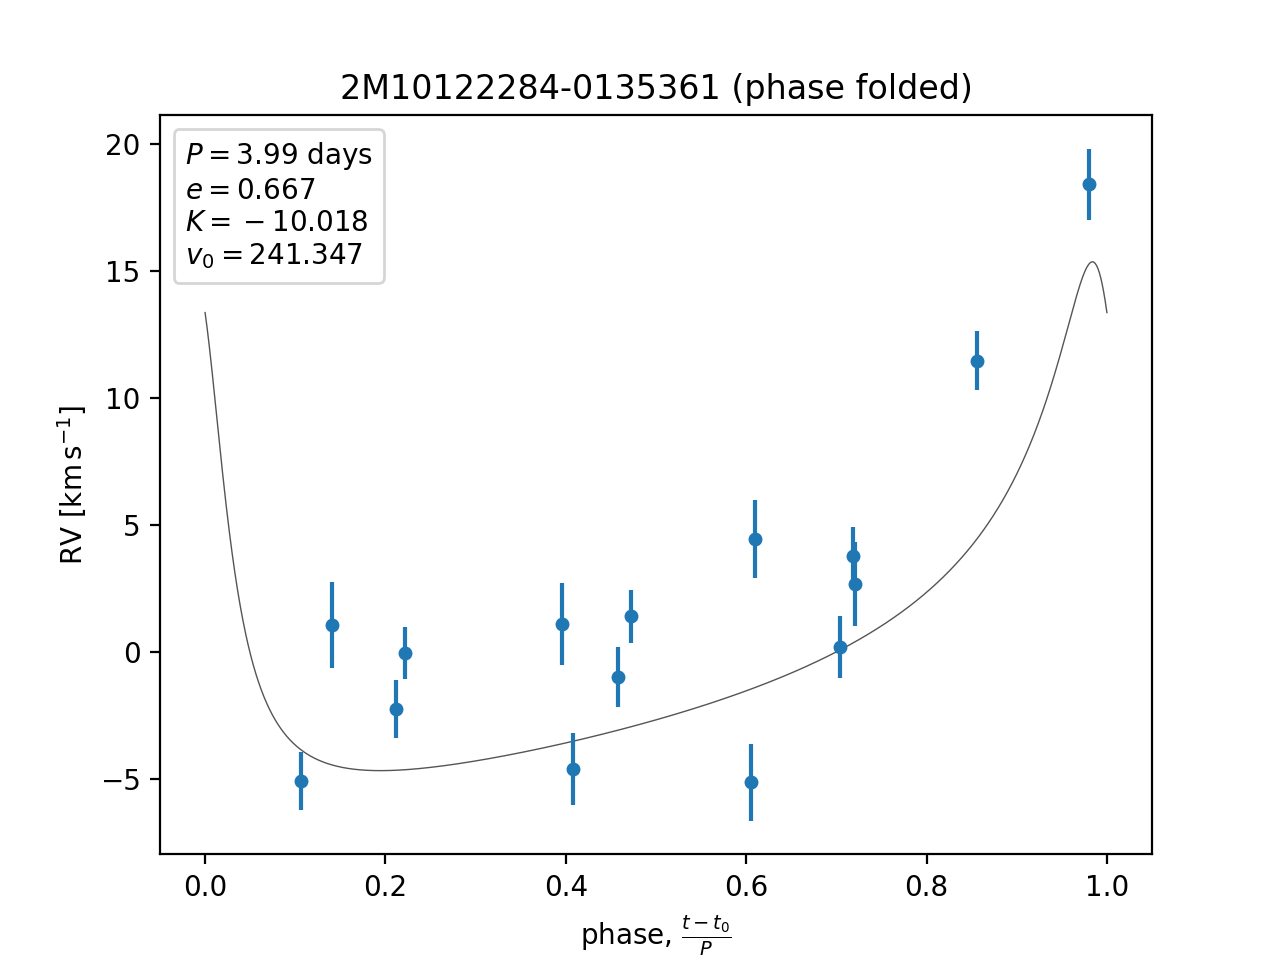 2M10122284-0135361 (phase folded)
P = 3.99 days
e = 0.667
K = −10.018
v₀ = 241.347
RV [km s⁻¹]
20
15
10
5
0
−5
0.0 0.2 0.4 0.6 0.8 1.0
phase, (t − t₀)/P